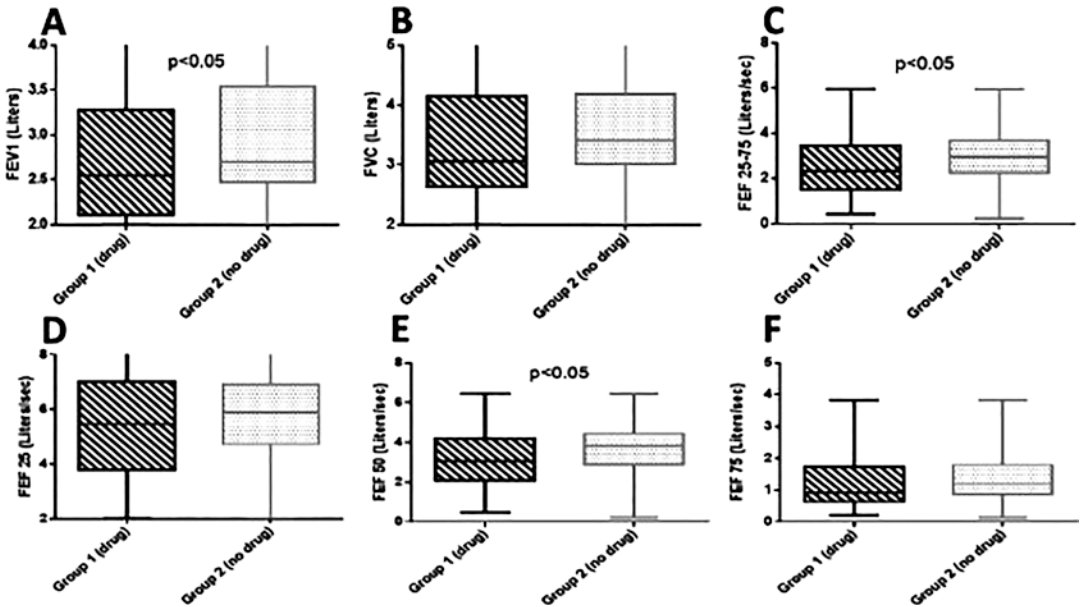 A
FEV1 (Liters)
4.0
3.5
3.0
2.5
2.0
p<0.05
Group 1 (drug)
Group 2 (no drug)
B
FVC (Liters)
5
4
3
2
Group 1 (drug)
Group 2 (no drug)
C
FEF 25-75 (Liters/sec)
8
6
4
2
0
p<0.05
Group 1 (drug)
Group 2 (no drug)
D
FEF 25 (Liters/sec)
8
6
4
2
Group 1 (drug)
Group 2 (no drug)
E
FEF 50 (Liters/sec)
8
6
4
2
0
p<0.05
Group 1 (drug)
Group 2 (no drug)
F
FEF 75 (Liters/sec)
5
4
3
2
1
0
Group 1 (drug)
Group 2 (no drug)